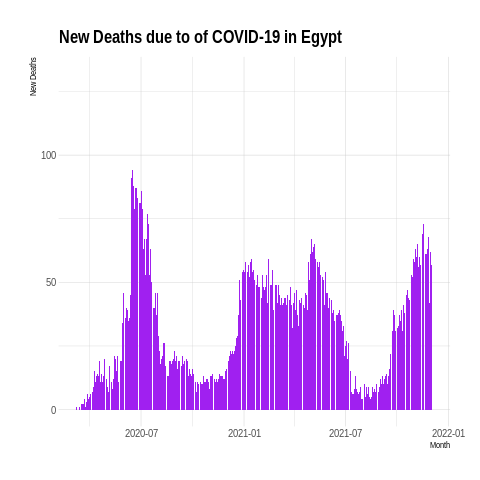 New Deaths due to of COVID-19 in Egypt
New Deaths
100
50
0
2020-07
2021-01
2021-07
2022-01
Month